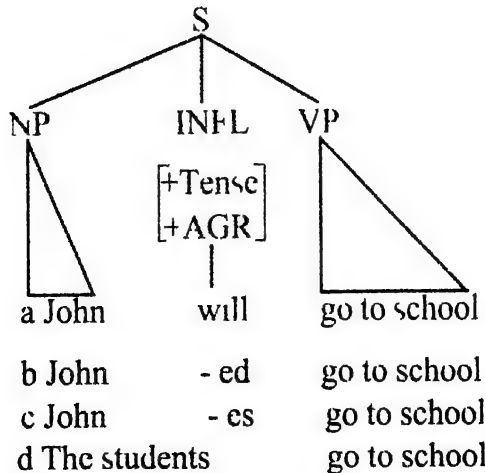 S
NP INFL VP
[+Tense
+AGR]
a John will go to school
b John - ed go to school
c John - es go to school
d The students go to school